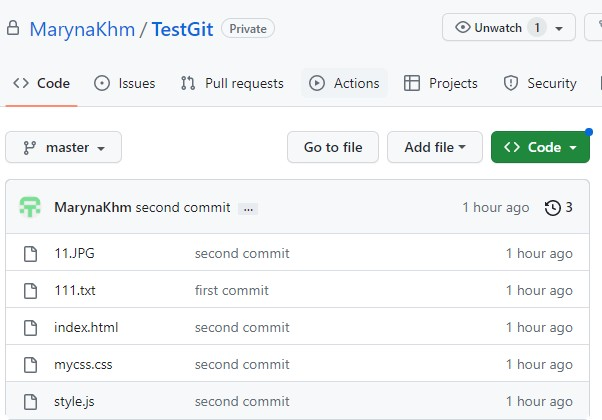 MarynaKhm / TestGit Private Unwatch 1
<> Code Issues Pull requests Actions Projects Security
master Go to file Add file <> Code
MarynaKhm second commit ... 1 hour ago 3
11.JPG second commit 1 hour ago
111.txt first commit 1 hour ago
index.html second commit 1 hour ago
mycss.css second commit 1 hour ago
style.js second commit 1 hour ago